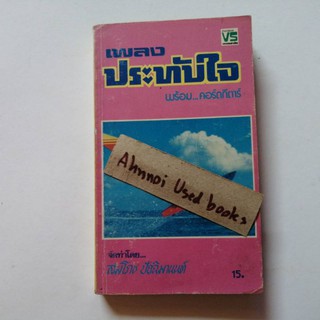 VS
เพลง
ประทับใจ
พร้อม...คอร์ดกีตาร์
Ahnnoi Used books
จัดทำโดย...
15.